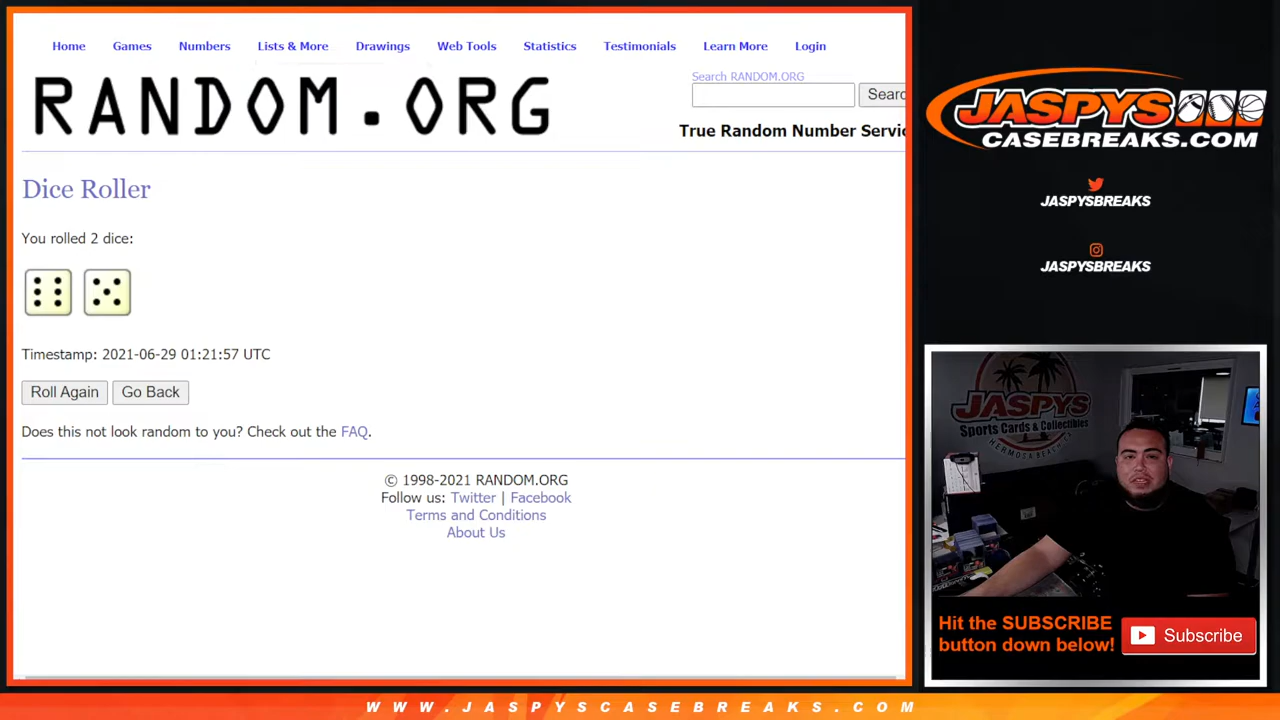 Home Games Numbers Lists & More Drawings Web Tools Statistics Testimonials Learn More Login
RANDOM.ORG
Search RANDOM.ORG
Searc
True Random Number Servic
Dice Roller
You rolled 2 dice:
Timestamp: 2021-06-29 01:21:57 UTC
Roll Again Go Back
Does this not look random to you? Check out the FAQ.
© 1998-2021 RANDOM.ORG
Follow us: Twitter | Facebook
Terms and Conditions
About Us
JASPYS
CASEBREAKS.COM
JASPYSBREAKS
JASPYSBREAKS
JASPYS
Sports Cards & Collectibles
HERMOSA BEACH
Hit the SUBSCRIBE
button down below!
Subscribe
WWW.JASPYSCASEBREAKS.COM